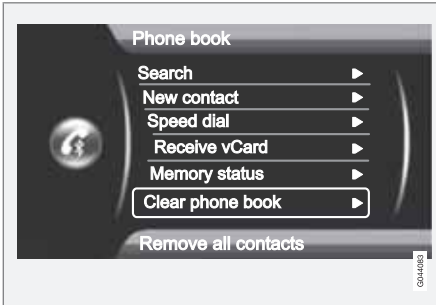 Phone book
Search
New contact
Speed dial
Receive vCard
Memory status
Clear phone book
Remove all contacts
G044083